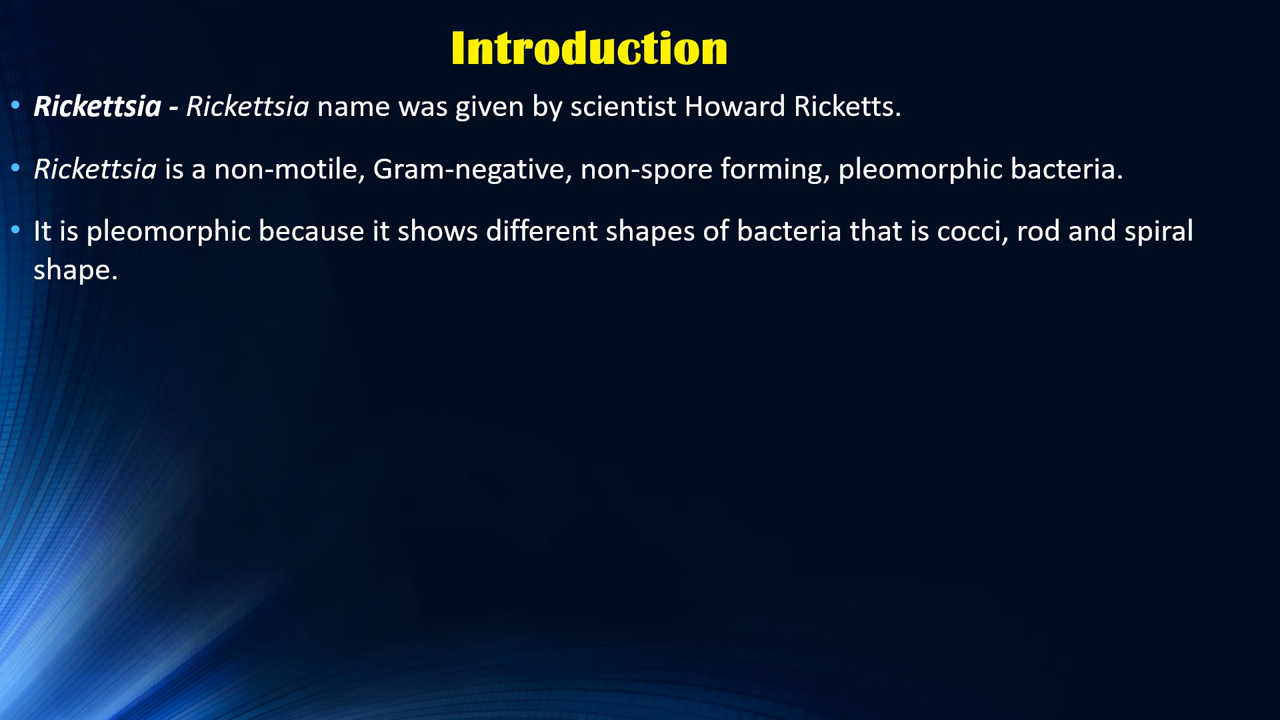 Introduction
• Rickettsia - Rickettsia name was given by scientist Howard Ricketts.
• Rickettsia is a non-motile, Gram-negative, non-spore forming, pleomorphic bacteria.
• It is pleomorphic because it shows different shapes of bacteria that is cocci, rod and spiral
shape.